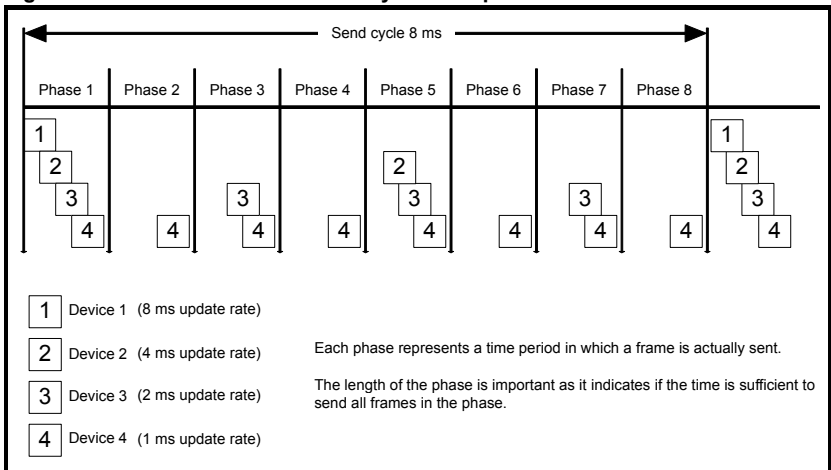 Send cycle 8 ms
Phase 1 Phase 2 Phase 3 Phase 4 Phase 5 Phase 6 Phase 7 Phase 8
1 1
2 2 2
3 3 3 3 3
4 4 4 4 4 4 4 4 4
1 Device 1 (8 ms update rate)
2 Device 2 (4 ms update rate)
3 Device 3 (2 ms update rate)
4 Device 4 (1 ms update rate)
Each phase represents a time period in which a frame is actually sent.
The length of the phase is important as it indicates if the time is sufficient to
send all frames in the phase.